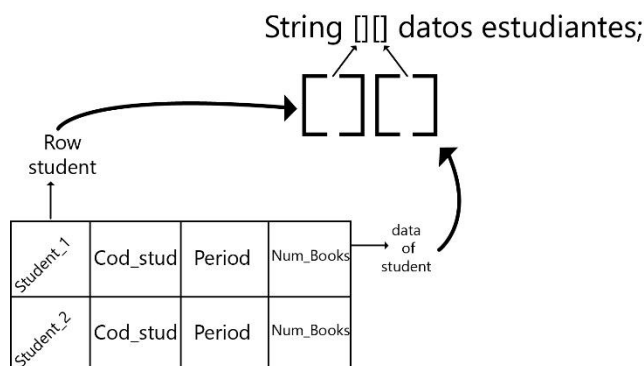 String [][] datos estudiantes;
Row
student
Student_1
Cod_stud
Period
Num_Books
data
of
student
Student_2
Cod_stud
Period
Num_Books